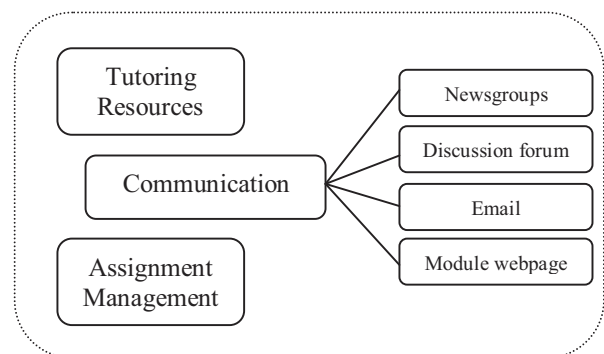 Tutoring
Resources
Communication
Assignment
Management
Newsgroups
Discussion forum
Email
Module webpage